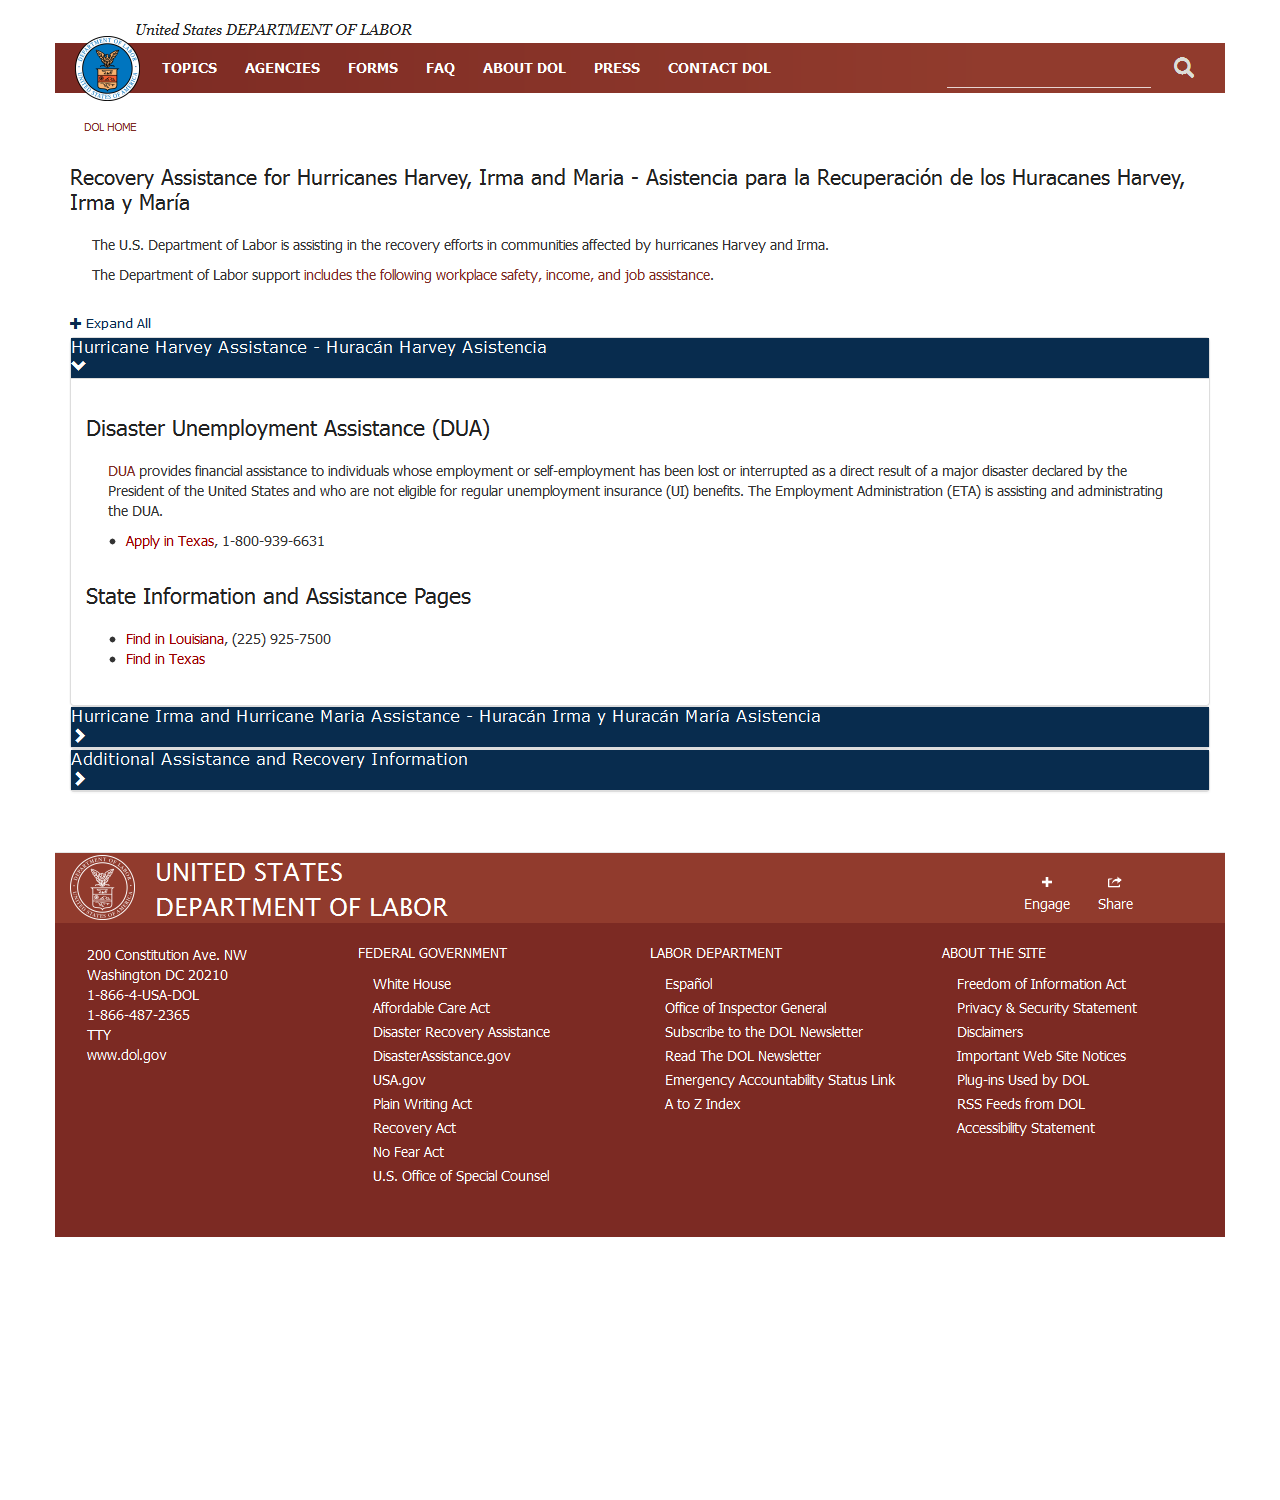 United States DEPARTMENT OF LABOR
TOPICS AGENCIES FORMS FAQ ABOUT DOL PRESS CONTACT DOL
DOL HOME
Recovery Assistance for Hurricanes Harvey, Irma and Maria - Asistencia para la Recuperación de los Huracanes Harvey,
Irma y María
The U.S. Department of Labor is assisting in the recovery efforts in communities affected by hurricanes Harvey and Irma.
The Department of Labor support includes the following workplace safety, income, and job assistance.
Expand All
Hurricane Harvey Assistance - Huracán Harvey Asistencia
Disaster Unemployment Assistance (DUA)
DUA provides financial assistance to individuals whose employment or self-employment has been lost or interrupted as a direct result of a major disaster declared by the
President of the United States and who are not eligible for regular unemployment insurance (UI) benefits. The Employment Administration (ETA) is assisting and administrating
the DUA.
• Apply in Texas, 1-800-939-6631
State Information and Assistance Pages
• Find in Louisiana, (225) 925-7500
• Find in Texas
Hurricane Irma and Hurricane Maria Assistance - Huracán Irma y Huracán María Asistencia
Additional Assistance and Recovery Information
UNITED STATES
DEPARTMENT OF LABOR
Engage Share
200 Constitution Ave. NW
Washington DC 20210
1-866-4-USA-DOL
1-866-487-2365
TTY
www.dol.gov
FEDERAL GOVERNMENT
White House
Affordable Care Act
Disaster Recovery Assistance
DisasterAssistance.gov
USA.gov
Plain Writing Act
Recovery Act
No Fear Act
U.S. Office of Special Counsel
LABOR DEPARTMENT
Español
Office of Inspector General
Subscribe to the DOL Newsletter
Read The DOL Newsletter
Emergency Accountability Status Link
A to Z Index
ABOUT THE SITE
Freedom of Information Act
Privacy & Security Statement
Disclaimers
Important Web Site Notices
Plug-ins Used by DOL
RSS Feeds from DOL
Accessibility Statement